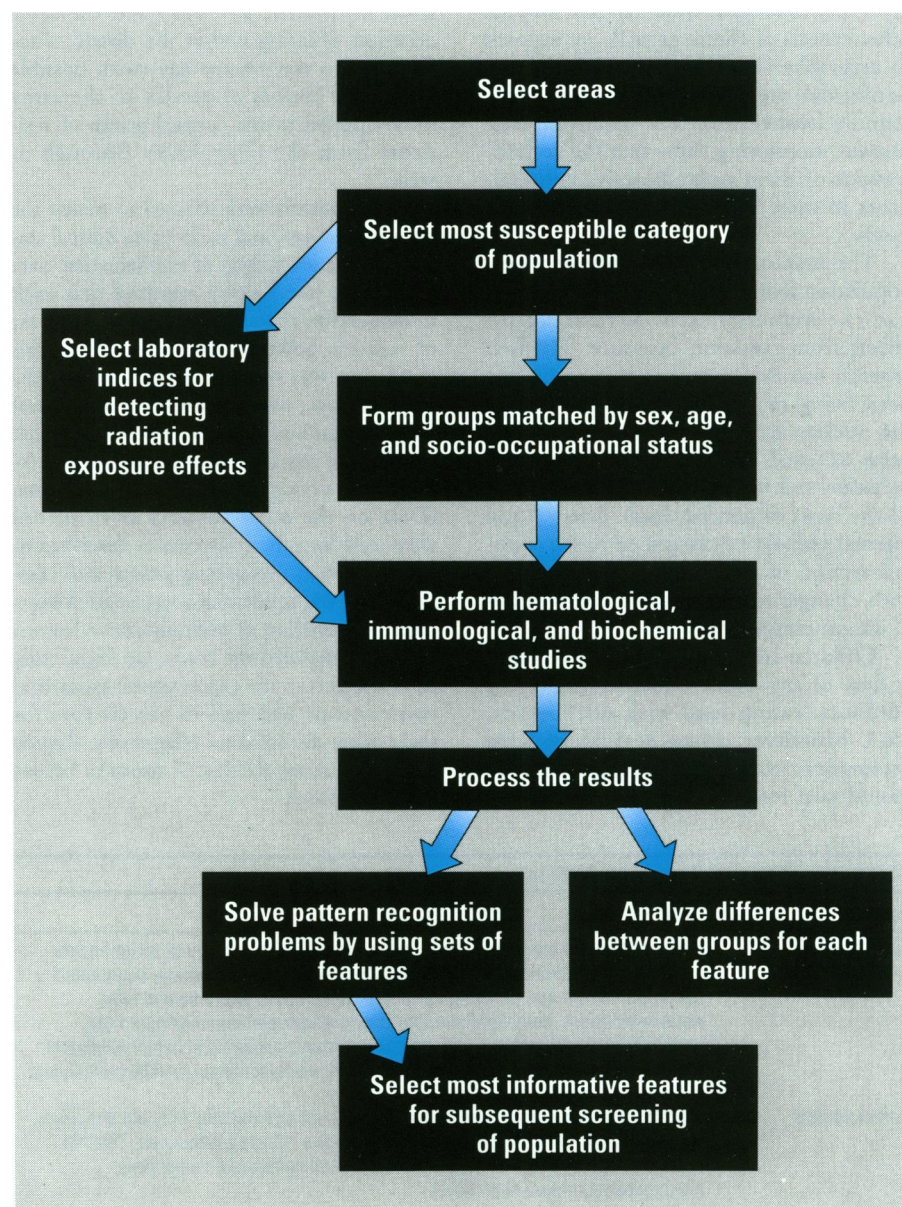 Select areas
Select most susceptible category
of population
Select laboratory
indices for
detecting
radiation
exposure effects
Form groups matched by sex, age,
and socio-occupational status
Perform hematological,
immunological, and biochemical
studies
Process the results
Solve pattern recognition
problems by using sets of
features
Analyze differences
between groups for each
feature
Select most informative features
for subsequent screening
of population